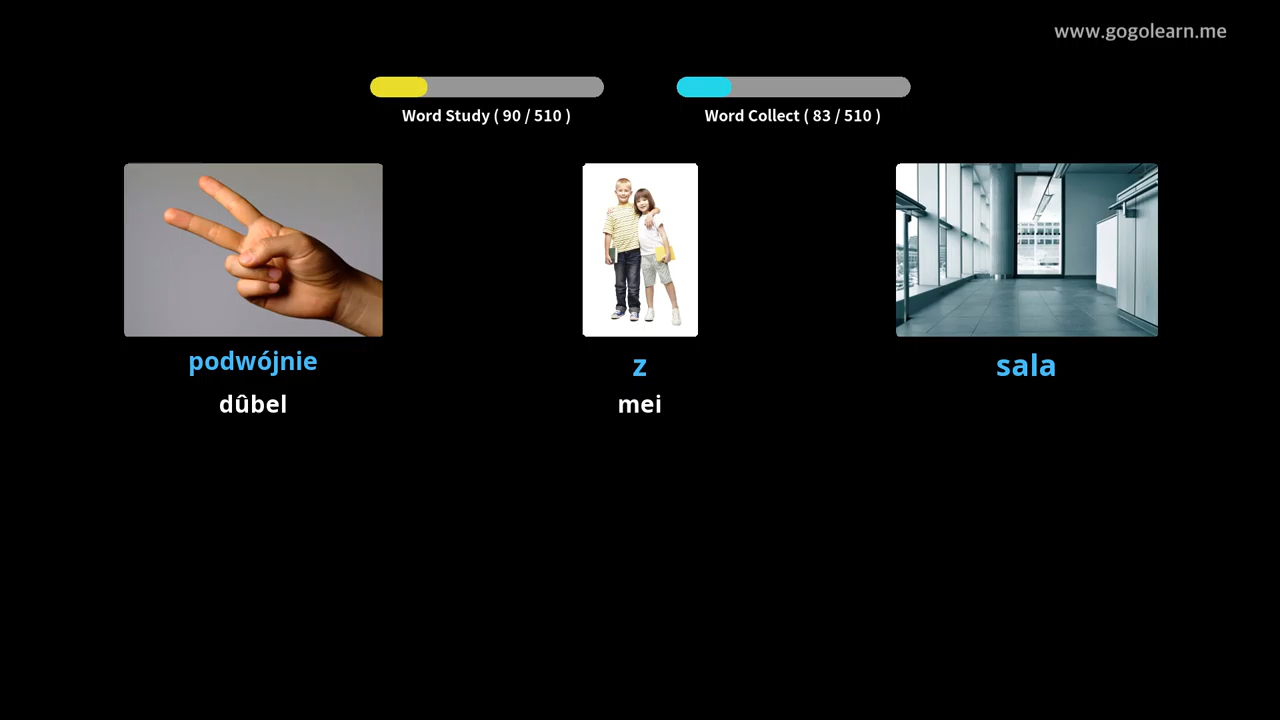 www.gogolearn.me
Word Study ( 90 / 510 )
Word Collect ( 83 / 510 )
podwójnie
z
sala
dûbel
mei